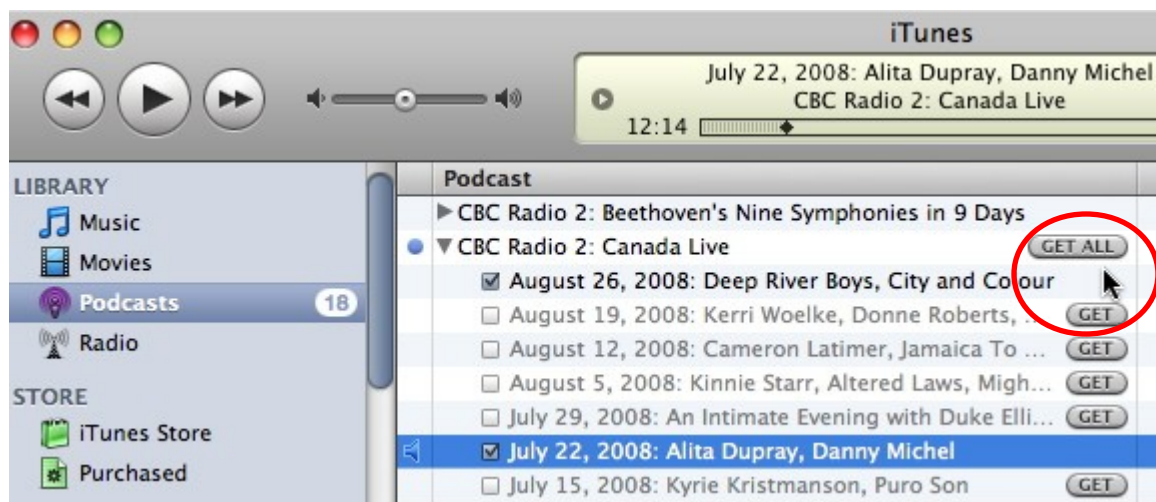 iTunes
July 22, 2008: Alita Dupray, Danny Michel
CBC Radio 2: Canada Live
12:14
LIBRARY
Music
Movies
Podcasts 18
Radio
STORE
iTunes Store
Purchased
Podcast
CBC Radio 2: Beethoven's Nine Symphonies in 9 Days
CBC Radio 2: Canada Live GET ALL
August 26, 2008: Deep River Boys, City and Colour
August 19, 2008: Kerri Woelke, Donne Roberts, ... GET
August 12, 2008: Cameron Latimer, Jamaica To ... GET
August 5, 2008: Kinnie Starr, Altered Laws, Migh... GET
July 29, 2008: An Intimate Evening with Duke Elli... GET
July 22, 2008: Alita Dupray, Danny Michel
July 15, 2008: Kyrie Kristmanson, Puro Son GET